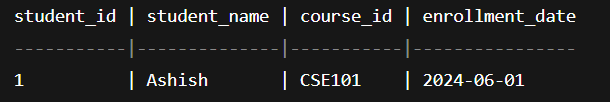 student_id | student_name | course_id | enrollment_date
-----------|--------------|-----------|----------------
1          | Ashish       | CSE101    | 2024-06-01